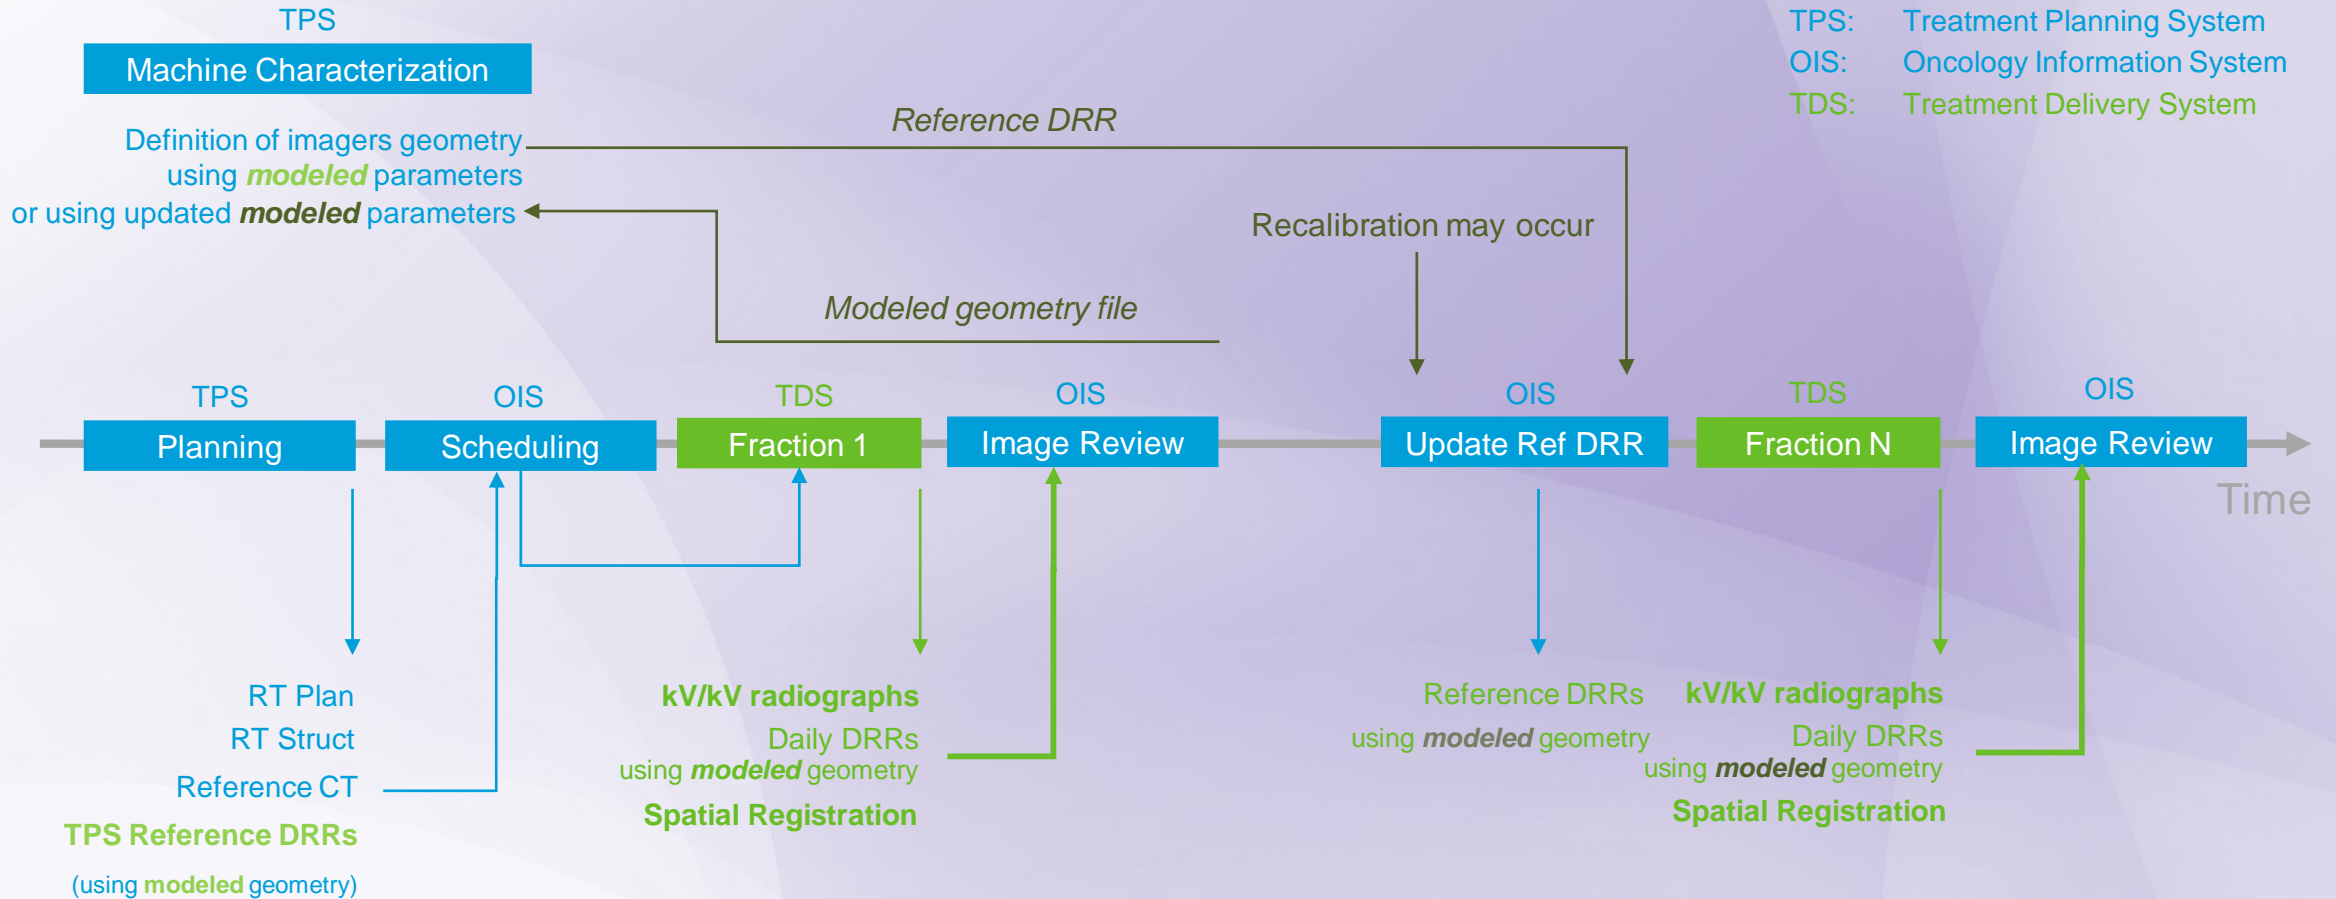 TPS
Machine Characterization
Definition of imagers geometry
using modeled parameters
or using updated modeled parameters
Reference DRR
TPS: Treatment Planning System
OIS: Oncology Information System
TDS: Treatment Delivery System
Recalibration may occur
Modeled geometry file
TPS
Planning
OIS
Scheduling
TDS
Fraction 1
OIS
Image Review
OIS
Update Ref DRR
TDS
Fraction N
OIS
Image Review
Time
RT Plan
RT Struct
Reference CT
TPS Reference DRRs
(using modeled geometry)
kV/kV radiographs
Daily DRRs
using modeled geometry
Spatial Registration
Reference DRRs
using modeled geometry
kV/kV radiographs
Daily DRRs
using modeled geometry
Spatial Registration